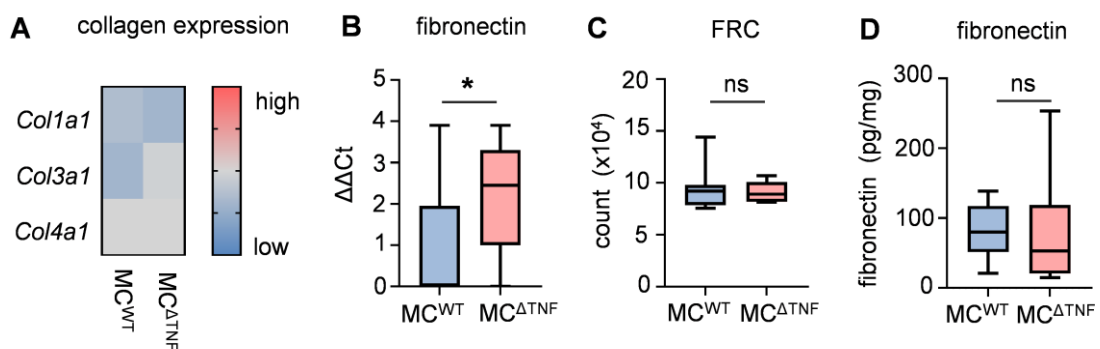 A collagen expression
Col1a1
Col3a1
Col4a1
MCWT
MCΔTNF
high
low
B fibronectin
*
ΔΔCt
5
4
3
2
1
0
MCWT MCΔTNF
C FRC
ns
count (x10⁴)
20
15
10
5
0
MCWT MCΔTNF
D fibronectin
ns
fibronectin (pg/mg)
300
200
100
0
MCWT MCΔTNF